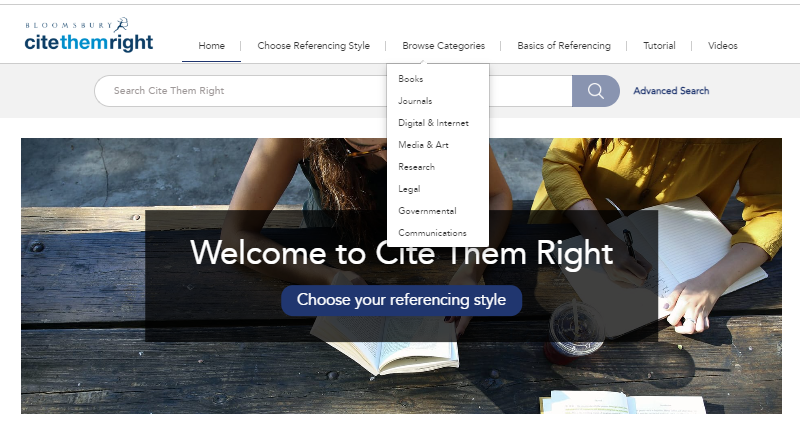 BLOOMSBURY
citethemright
Home
Choose Referencing Style
Browse Categories
Basics of Referencing
Tutorial
Videos
Books
Journals
Digital & Internet
Media & Art
Research
Legal
Governmental
Communications
Search Cite Them Right
Advanced Search
Welcome to Cite Them Right
Choose your referencing style